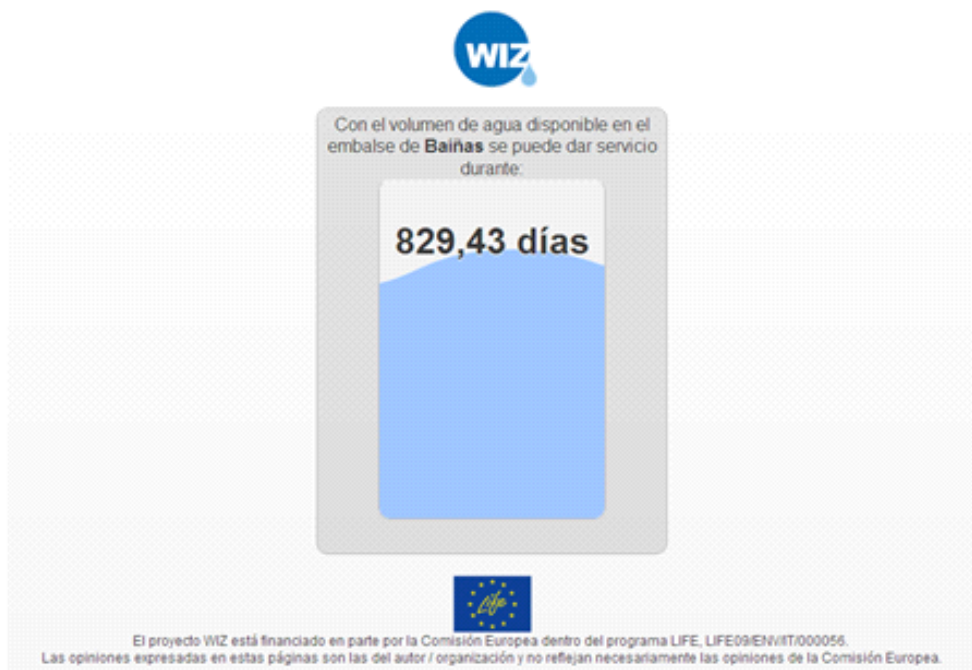 WIZ
Con el volumen de agua disponible en el
embalse de Baíñas se puede dar servicio
durante:
829,43 días
Life
El proyecto WIZ está financiado en parte por la Comisión Europea dentro del programa LIFE, LIFE09/ENV/IT/000056.
Las opiniones expresadas en estas páginas son las del autor / organización y no reflejan necesariamente las opiniones de la Comisión Europea.